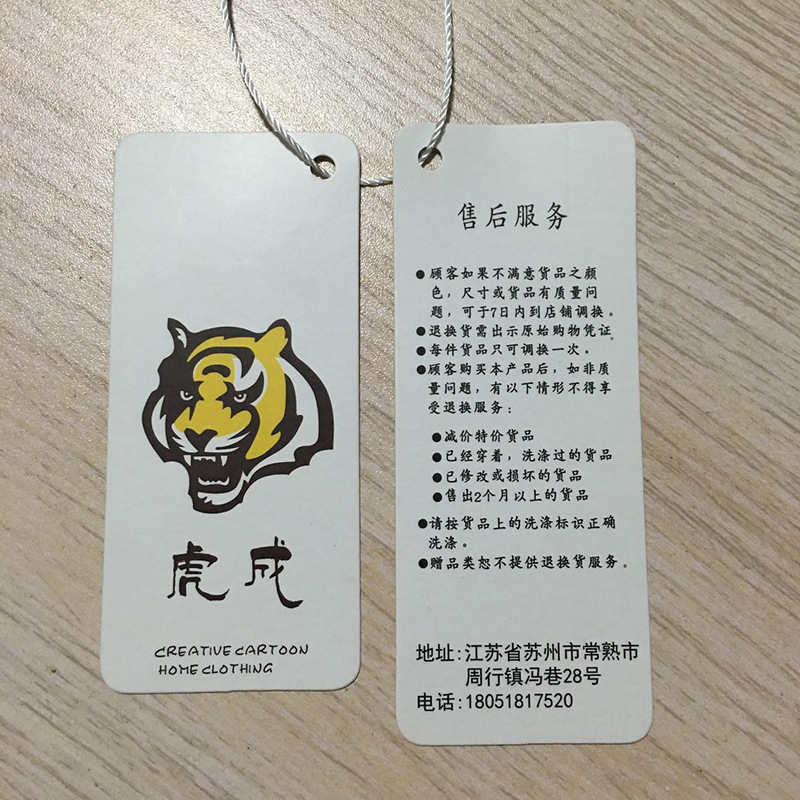 虎成
CREATIVE CARTOON
HOME CLOTHING
售后服务
●顾客如果不满意货品之颜
色，尺寸或货品有质量问
题，可于7日内到店铺调换。
●退换货需出示原始购物凭证。
●每件货品只可调换一次。
●顾客购买本产品后，如非质
量问题，有以下情形不得享
受退换服务：
●减价特价货品
●已经穿着，洗涤过的货品
●已修改或损坏的货品
●售出2个月以上的货品
●请按货品上的洗涤标识正确
洗涤。
●赠品类恕不提供退换货服务。
地址:江苏省苏州市常熟市
周行镇冯巷28号
电话:18051817520